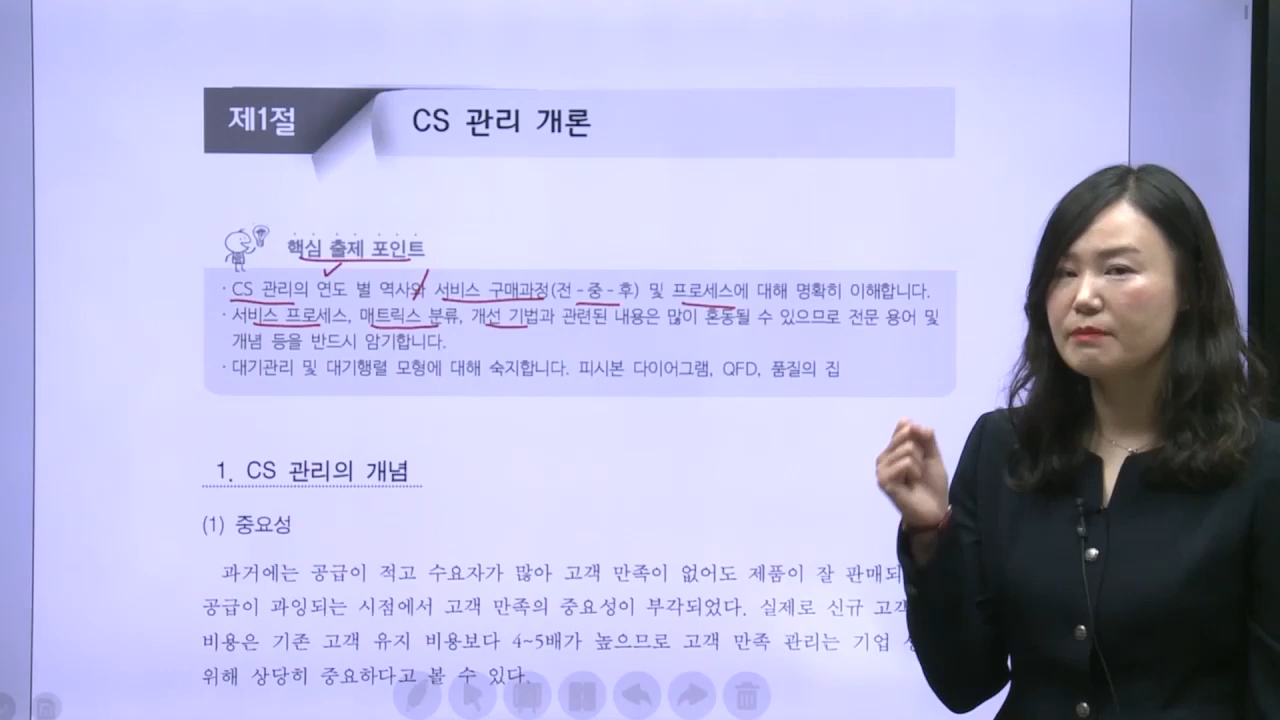 제1절
CS 관리 개론
핵심 출제 포인트
· CS 관리의 연도 별 역사와 서비스 구매과정(전-중-후) 및 프로세스에 대해 명확히 이해합니다.
· 서비스 프로세스, 매트릭스 분류, 개선 기법과 관련된 내용은 많이 혼동될 수 있으므로 전문 용어 및
개념 등을 반드시 암기합니다.
· 대기관리 및 대기행렬 모형에 대해 숙지합니다. 피시본 다이어그램, QFD, 품질의 집
1. CS 관리의 개념
(1) 중요성
과거에는 공급이 적고 수요자가 많아 고객 만족이 없어도 제품이 잘 판매되
공급이 과잉되는 시점에서 고객 만족의 중요성이 부각되었다. 실제로 신규 고객
비용은 기존 고객 유지 비용보다 4~5배가 높으므로 고객 만족 관리는 기업
위해 상당히 중요하다고 볼 수 있다.